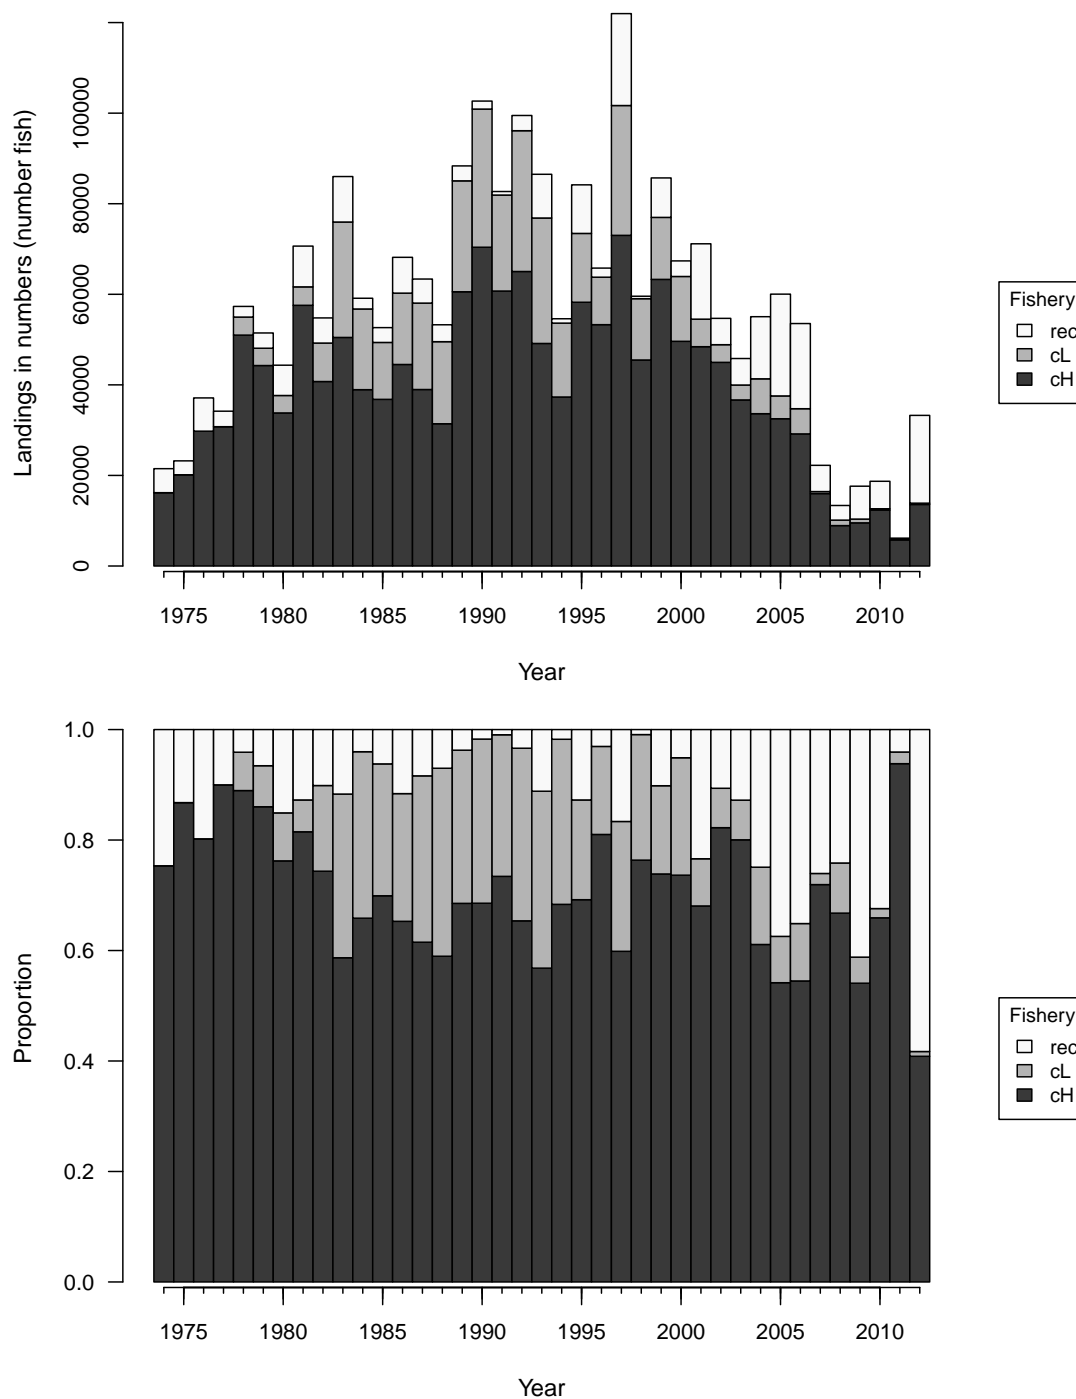 Landings in numbers (number fish)
100000
80000
60000
40000
20000
0
1975 1980 1985 1990 1995 2000 2005 2010
Year
Fishery
rec
cL
cH
Proportion
1.0
0.8
0.6
0.4
0.2
0.0
1975 1980 1985 1990 1995 2000 2005 2010
Year
Fishery
rec
cL
cH